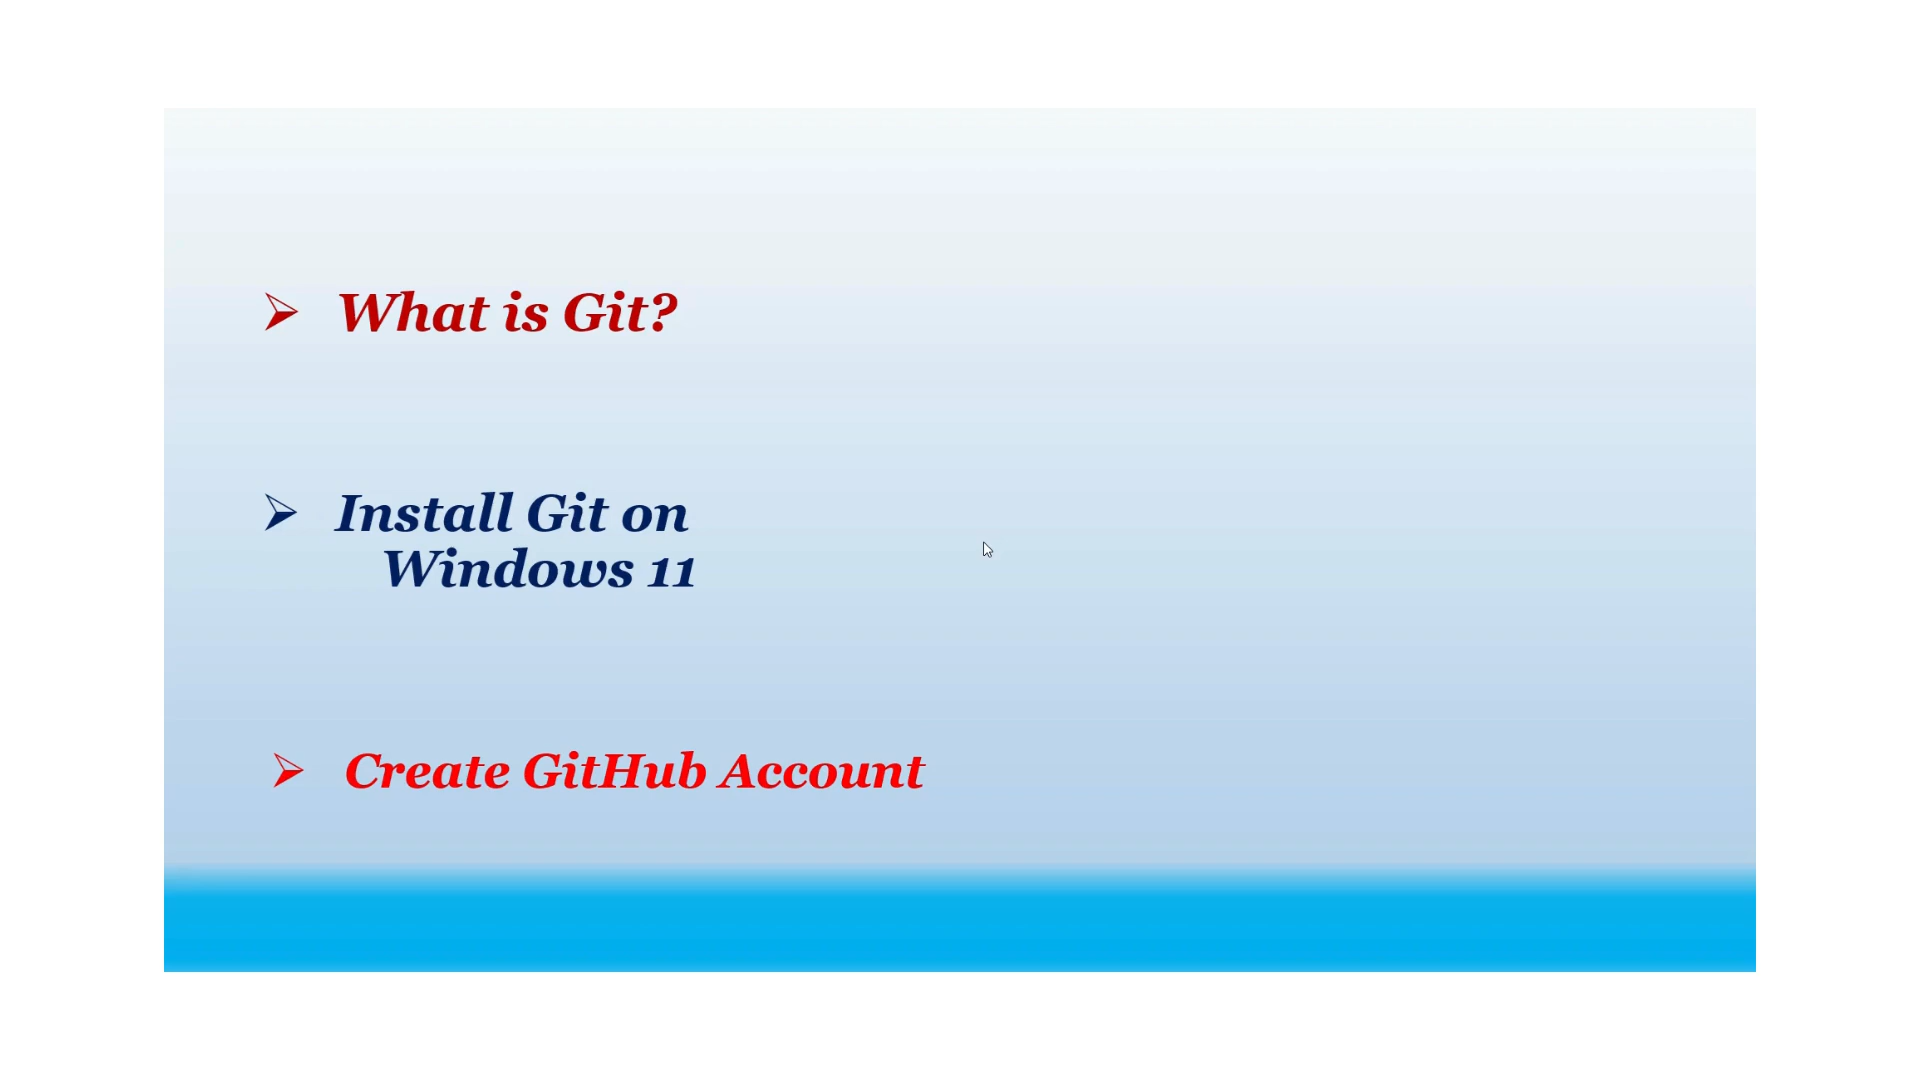 ➢ What is Git?
➢ Install Git on
Windows 11
➢ Create GitHub Account